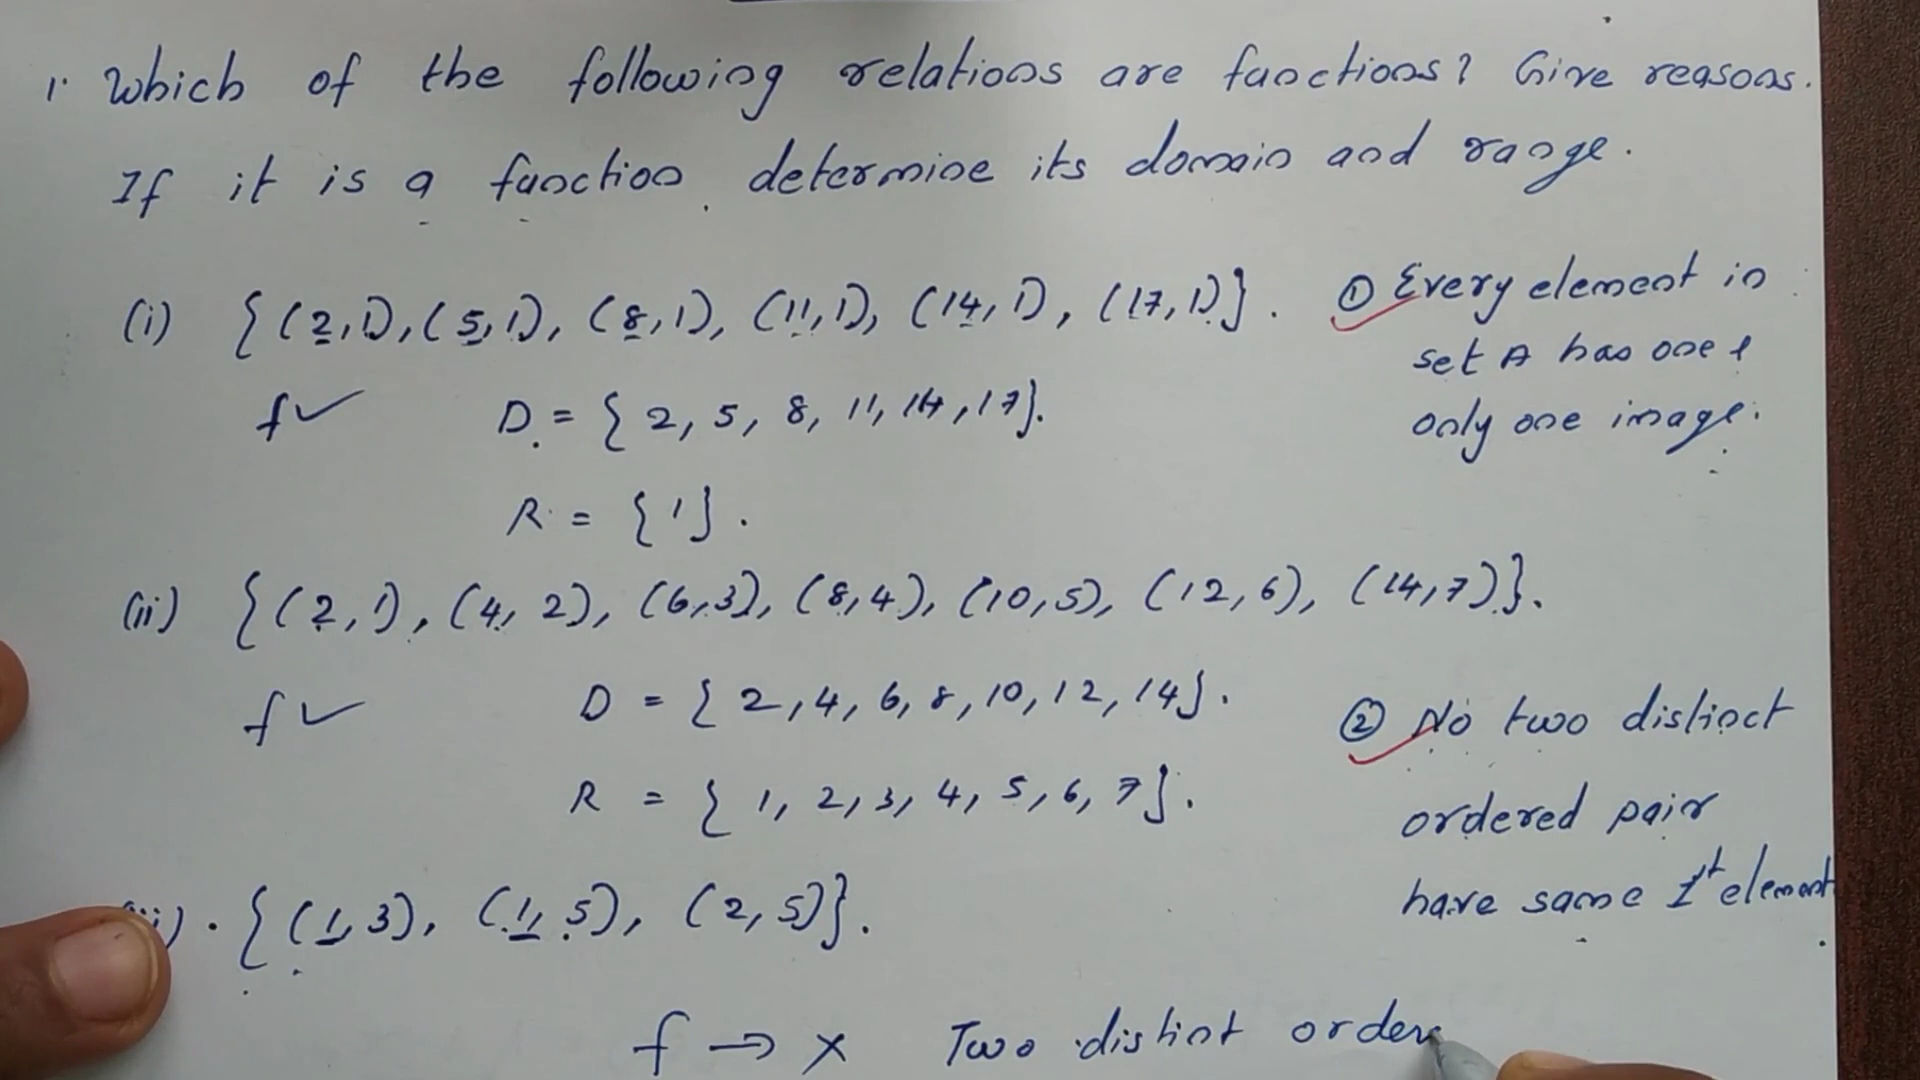 1. Which of the following relations are functions? Give reasons.
If it is a function, determine its domain and range.
(i) {(2,1),(5,1), (8,1), (11,1), (14,1), (17,1)}.
① Every element in
set A has one &
only one image.
f✓ D = { 2, 5, 8, 11, 14, 17}.
R = {1}.
(ii) {(2,1), (4, 2), (6,3), (8,4), (10,5), (12,6), (14,7)}.
f✓ D = { 2, 4, 6, 8, 10, 12, 14}.
R = { 1, 2, 3, 4, 5, 6, 7}.
② No two distinct
ordered pair
have same 1st element
{(1,3), (1,5), (2,5)}.
f → x Two distint order